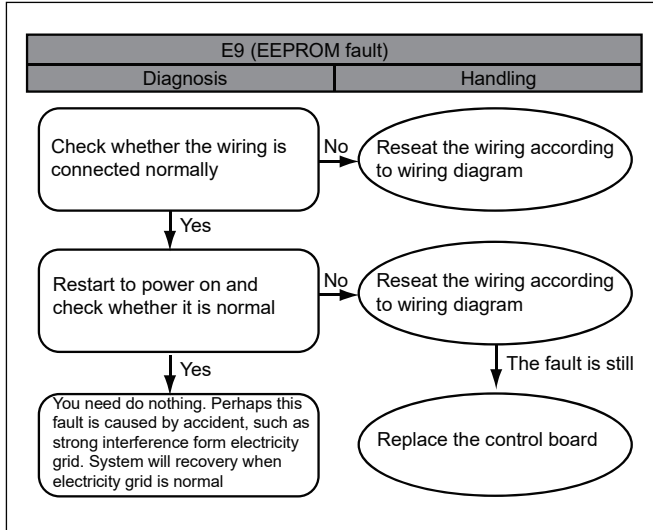 E9 (EEPROM fault)
Diagnosis
Handling
Check whether the wiring is
connected normally
No
Reseat the wiring according
to wiring diagram
Yes
Restart to power on and
check whether it is normal
No
Reseat the wiring according
to wiring diagram
Yes
The fault is still
You need do nothing. Perhaps this
fault is caused by accident, such as
strong interference form electricity
grid. System will recovery when
electricity grid is normal
Replace the control board